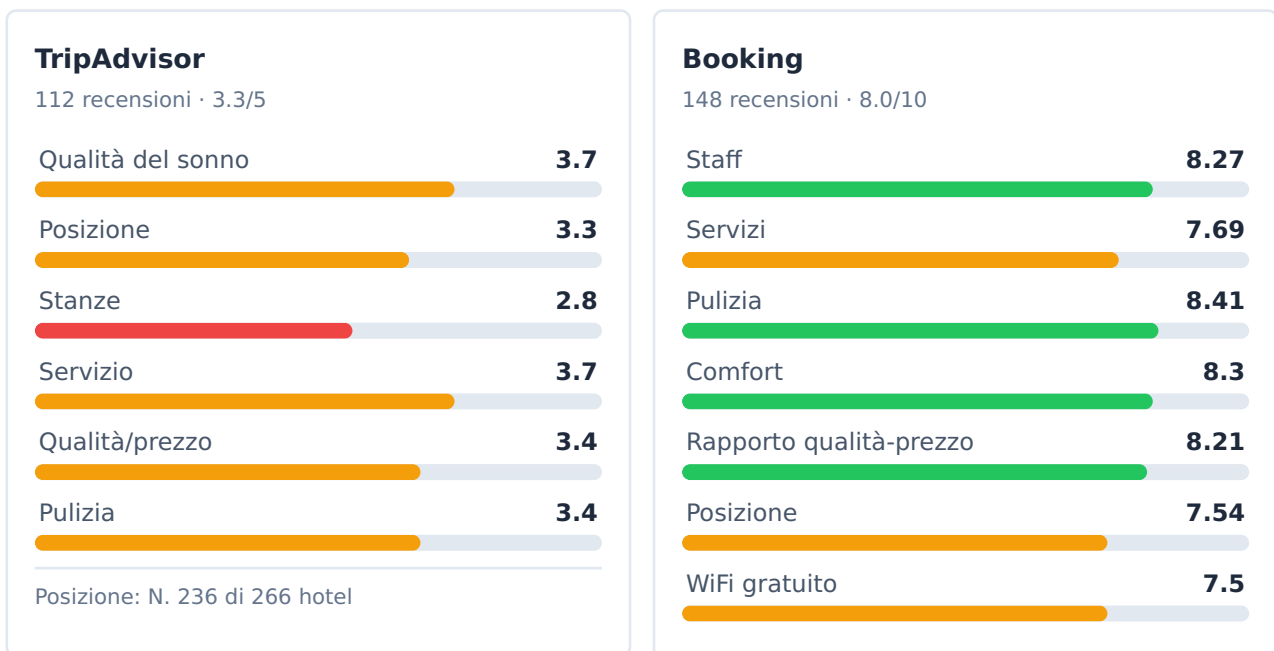 TripAdvisor
112 recensioni · 3.3/5
Qualità del sonno 3.7
Posizione 3.3
Stanze 2.8
Servizio 3.7
Qualità/prezzo 3.4
Pulizia 3.4
Posizione: N. 236 di 266 hotel
Booking
148 recensioni · 8.0/10
Staff 8.27
Servizi 7.69
Pulizia 8.41
Comfort 8.3
Rapporto qualità-prezzo 8.21
Posizione 7.54
WiFi gratuito 7.5